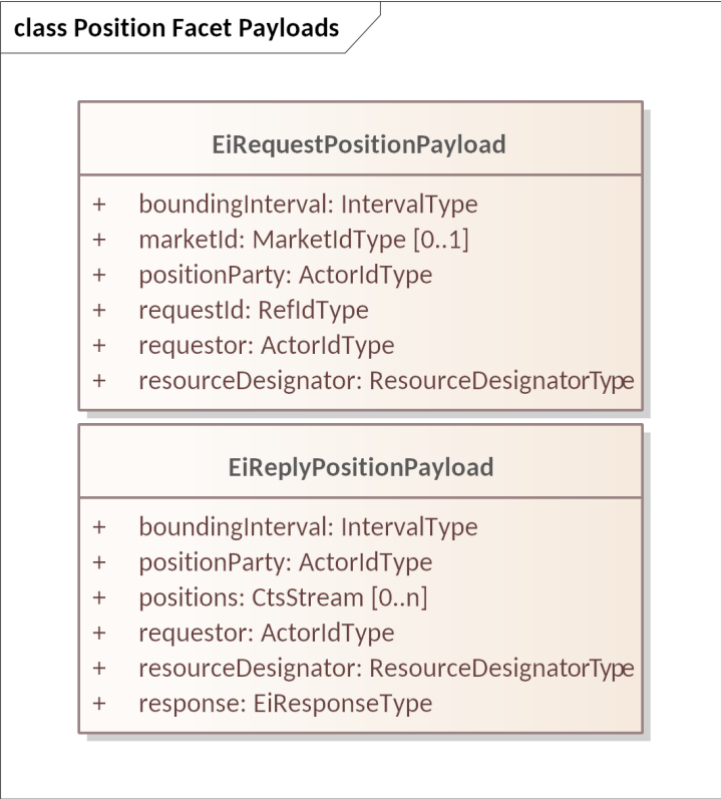 class Position Facet Payloads
EiRequestPositionPayload
+ boundingInterval: IntervalType
+ marketId: MarketIdType [0..1]
+ positionParty: ActorIdType
+ requestId: RefIdType
+ requestor: ActorIdType
+ resourceDesignator: ResourceDesignatorType
EiReplyPositionPayload
+ boundingInterval: IntervalType
+ positionParty: ActorIdType
+ positions: CtsStream [0..n]
+ requestor: ActorIdType
+ resourceDesignator: ResourceDesignatorType
+ response: EiResponseType